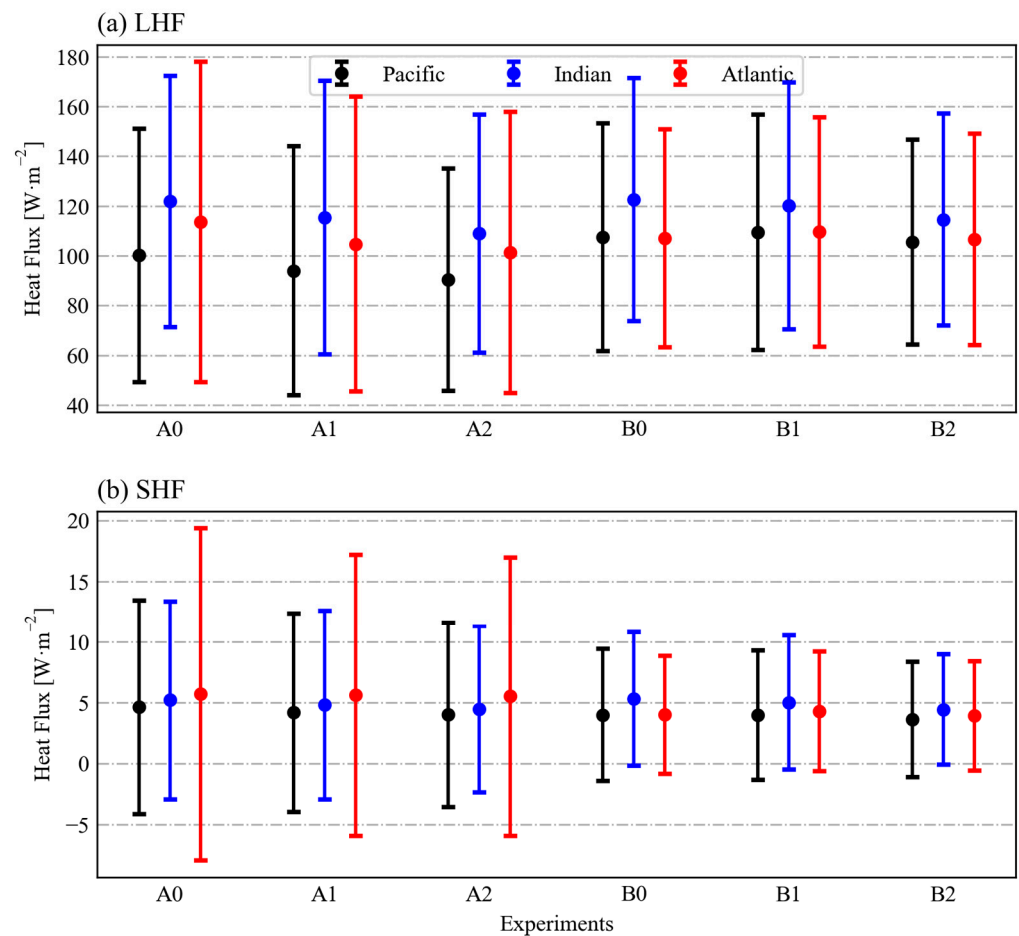 (a) LHF
180
160
140
120
100
80
60
40
Heat Flux [W·m⁻²]
Pacific Indian Atlantic
A0 A1 A2 B0 B1 B2
(b) SHF
20
15
10
5
0
−5
Heat Flux [W·m⁻²]
A0 A1 A2 B0 B1 B2
Experiments